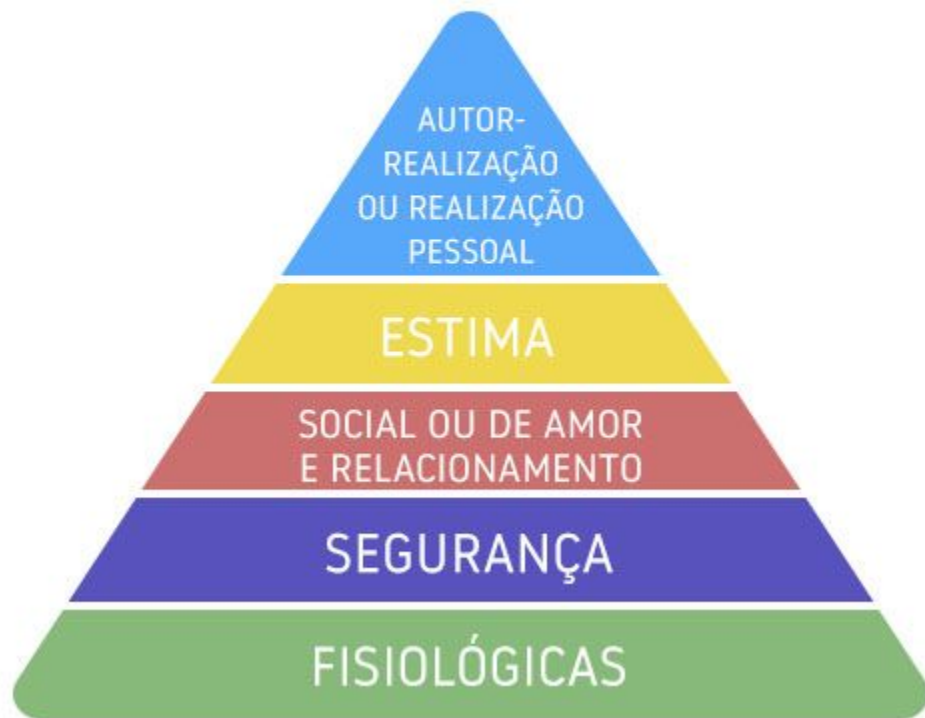 AUTOR-
REALIZAÇÃO
OU REALIZAÇÃO
PESSOAL
ESTIMA
SOCIAL OU DE AMOR
E RELACIONAMENTO
SEGURANÇA
FISIOLÓGICAS